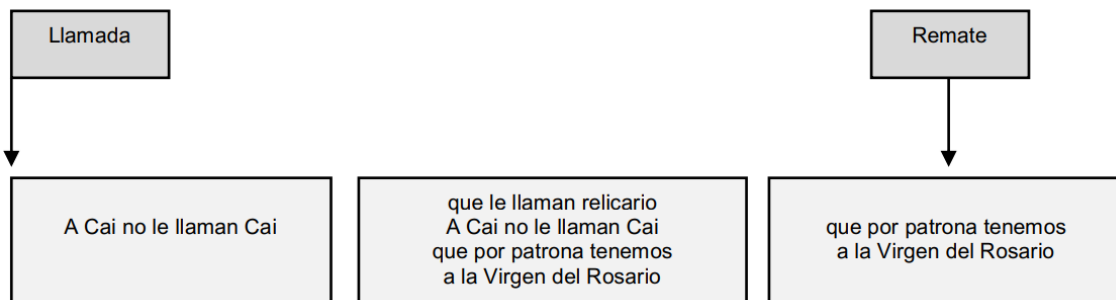 Llamada
Remate
A Cai no le llaman Cai
que le llaman relicario
A Cai no le llaman Cai
que por patrona tenemos
a la Virgen del Rosario
que por patrona tenemos
a la Virgen del Rosario